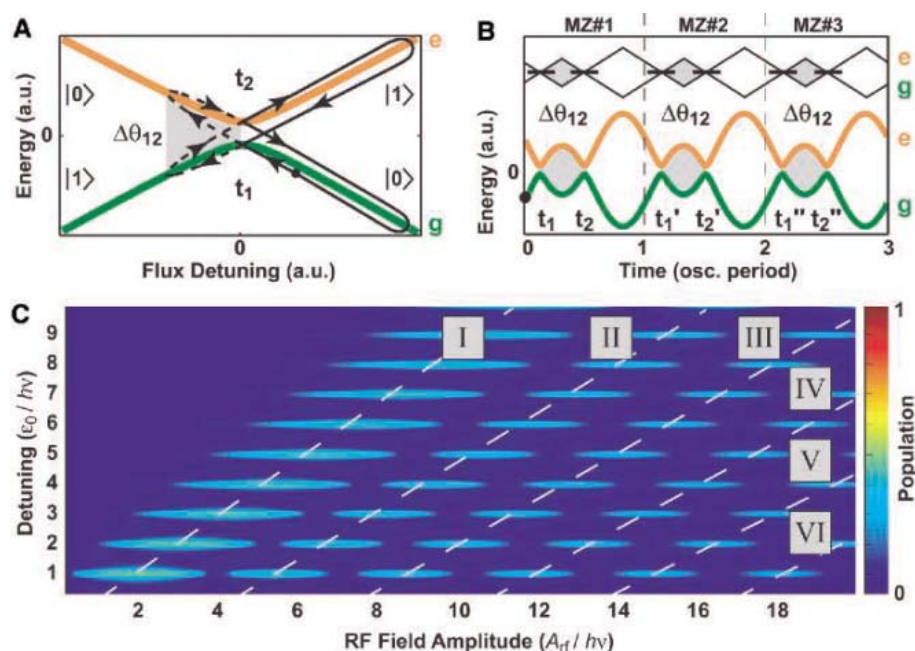 A
e
t₂
|0⟩
|1⟩
Energy (a.u.)
0
Δθ₁₂
|1⟩
t₁
|0⟩
g
0
Flux Detuning (a.u.)
B
MZ#1 MZ#2 MZ#3
e
g
Δθ₁₂ Δθ₁₂ Δθ₁₂
e
Energy (a.u.)
0
t₁ t₂ t₁' t₂' t₁'' t₂''
g
0 1 2 3
Time (osc. period)
C
Detuning (ε₀ / hν)
9
8
7
6
5
4
3
2
1
I II III
IV
V
VI
2 4 6 8 10 12 14 16 18
RF Field Amplitude (A_rf / hν)
1
Population
0